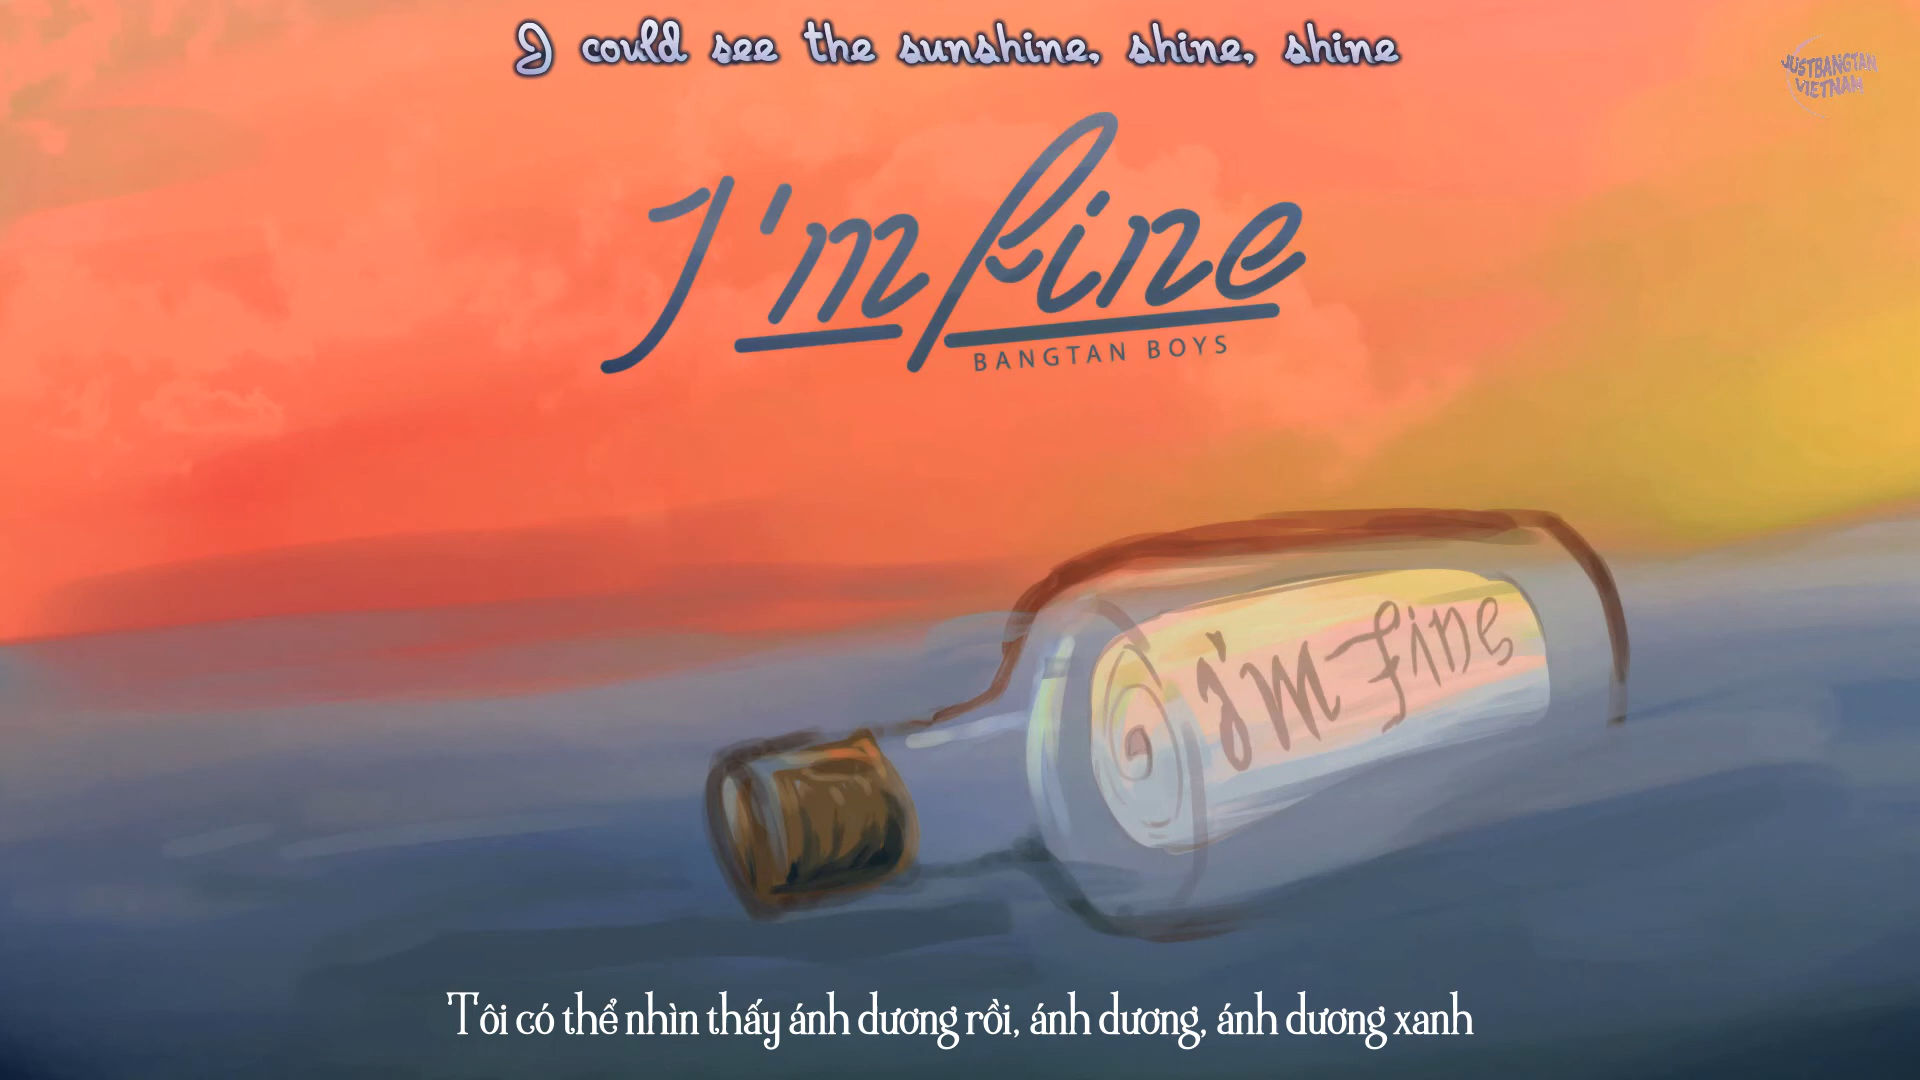 I could see the sunshine, shine, shine
JUSTBANGTAN
VIETNAM
I'm fine
BANGTAN BOYS
I'm fine
Tôi có thể nhìn thấy ánh dương rồi, ánh dương, ánh dương xanh